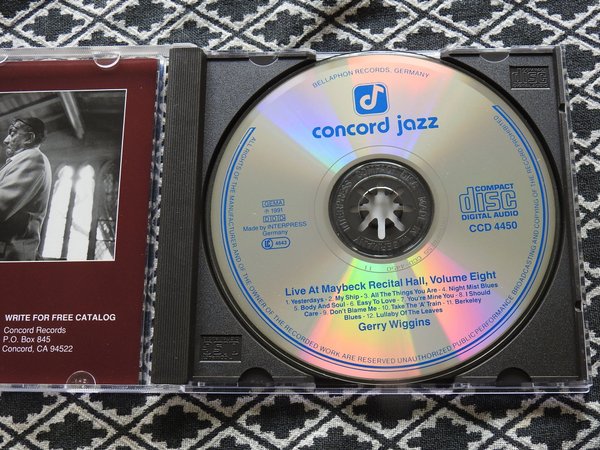 BELLAPHON RECORDS, GERMANY
concord jazz
ALL RIGHTS OF THE MANUFACTURER AND OF THE OWNER OF THE RECORDED WORK ARE RESERVED UNAUTHORIZED PUBLIC PERFORMANCE BROADCASTING AND COPYING OF THE RECORD PROHIBITED
GEMA
℗ 1991
DIDID
Made by INTERPRESS
Germany
LC 4643
COMPACT
disc
DIGITAL AUDIO
CCD 4450
Live At Maybeck Recital Hall, Volume Eight
1. Yesterdays - 2. My Ship - 3. All The Things You Are - 4. Night Mist Blues
5. Body And Soul - 6. Easy To Love - 7. You're Mine You - 8. I Should
Care - 9. Don't Blame Me - 10. Take The 'A' Train - 11. Berkeley
Blues - 12. Lullaby Of The Leaves
Gerry Wiggins
WRITE FOR FREE CATALOG
Concord Records
P.O. Box 845
Concord, CA 94522